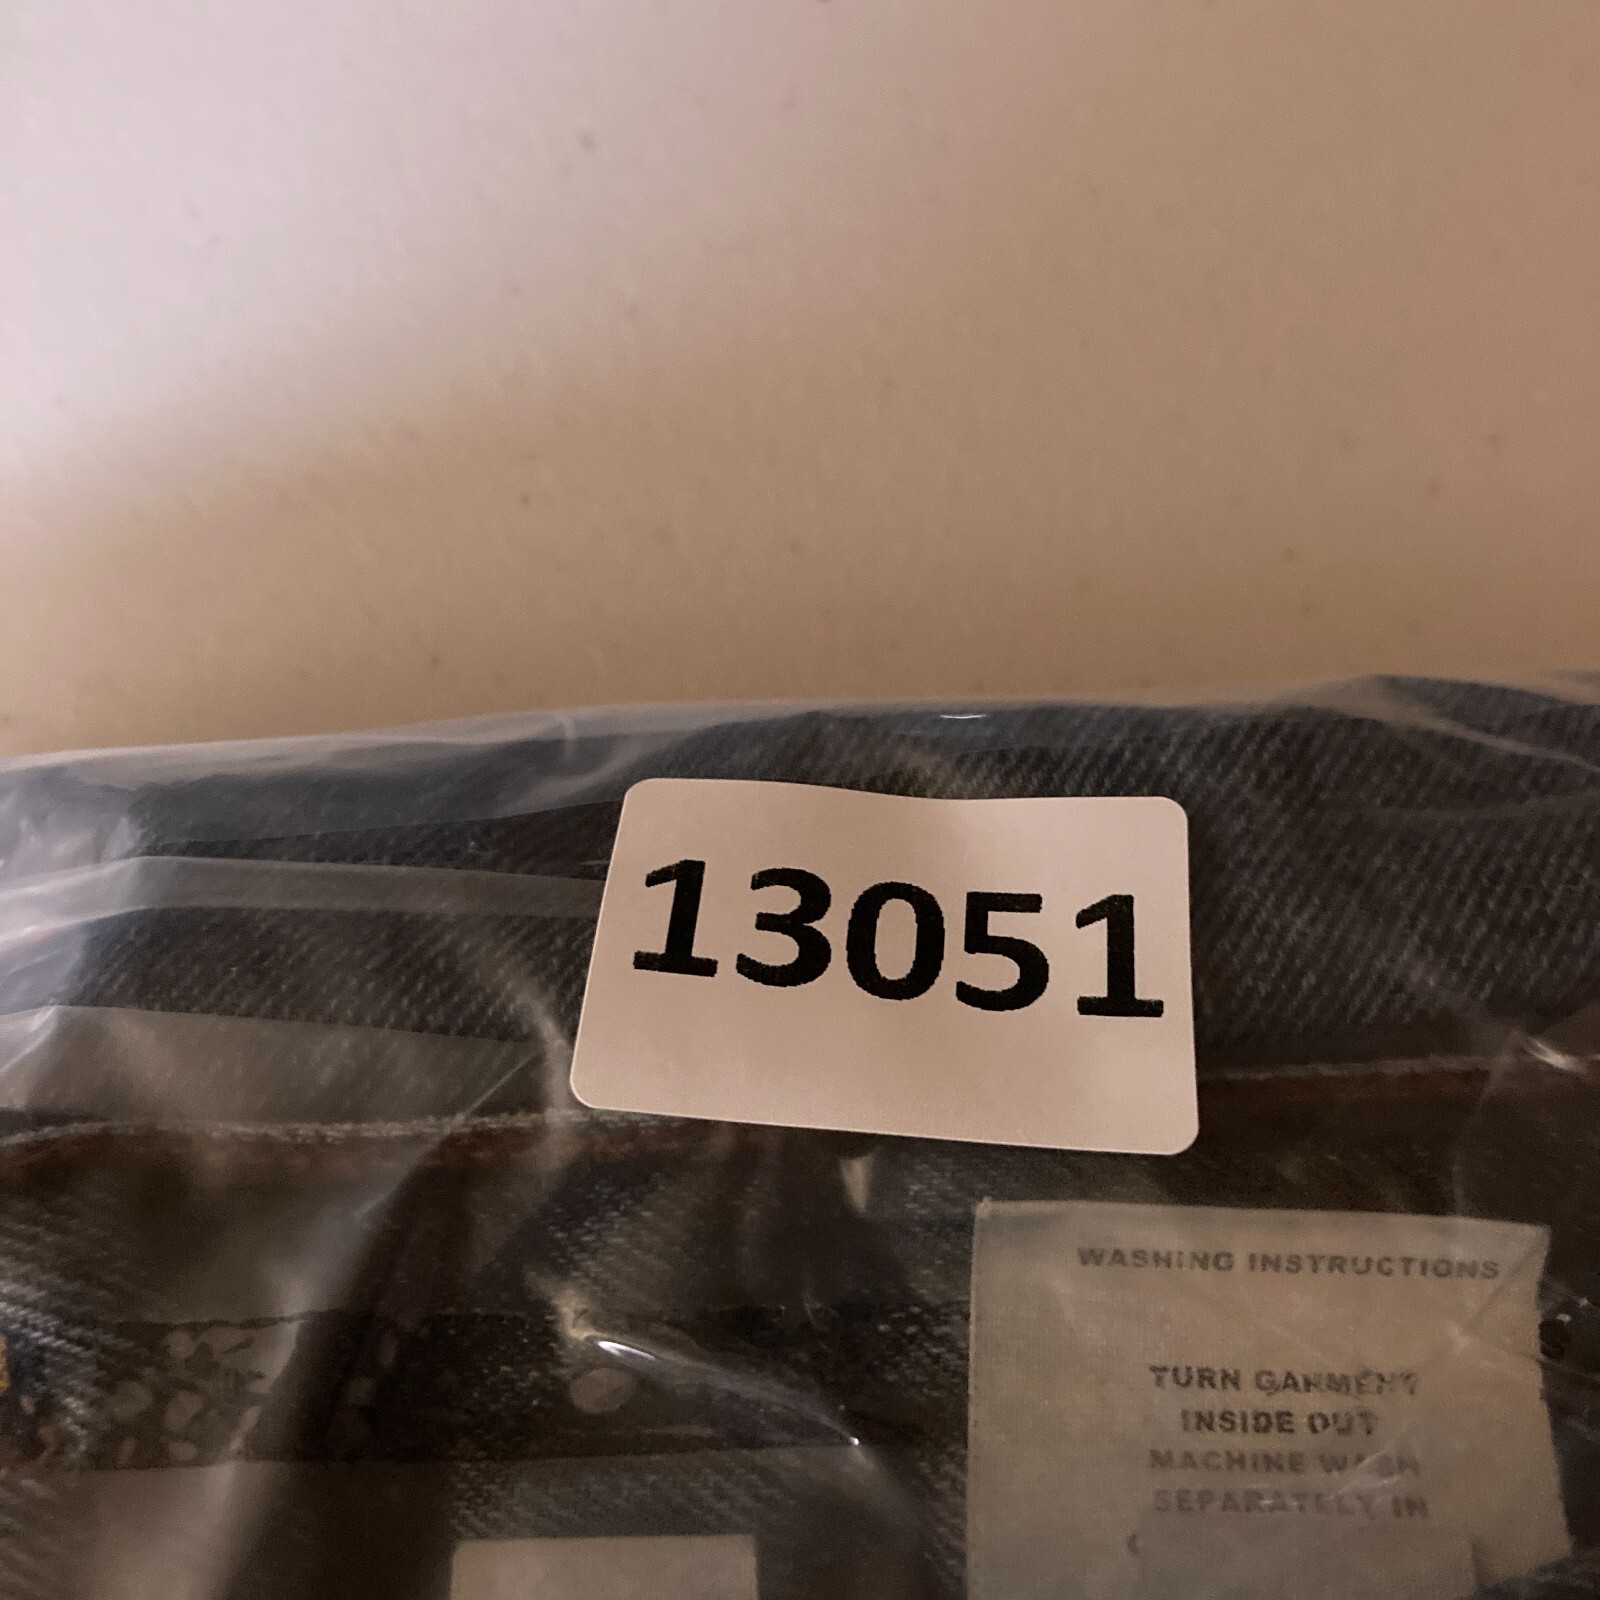 13051
WASHING INSTRUCTIONS
TURN GARMENT
INSIDE OUT
MACHINE WASH
SEPARATELY IN